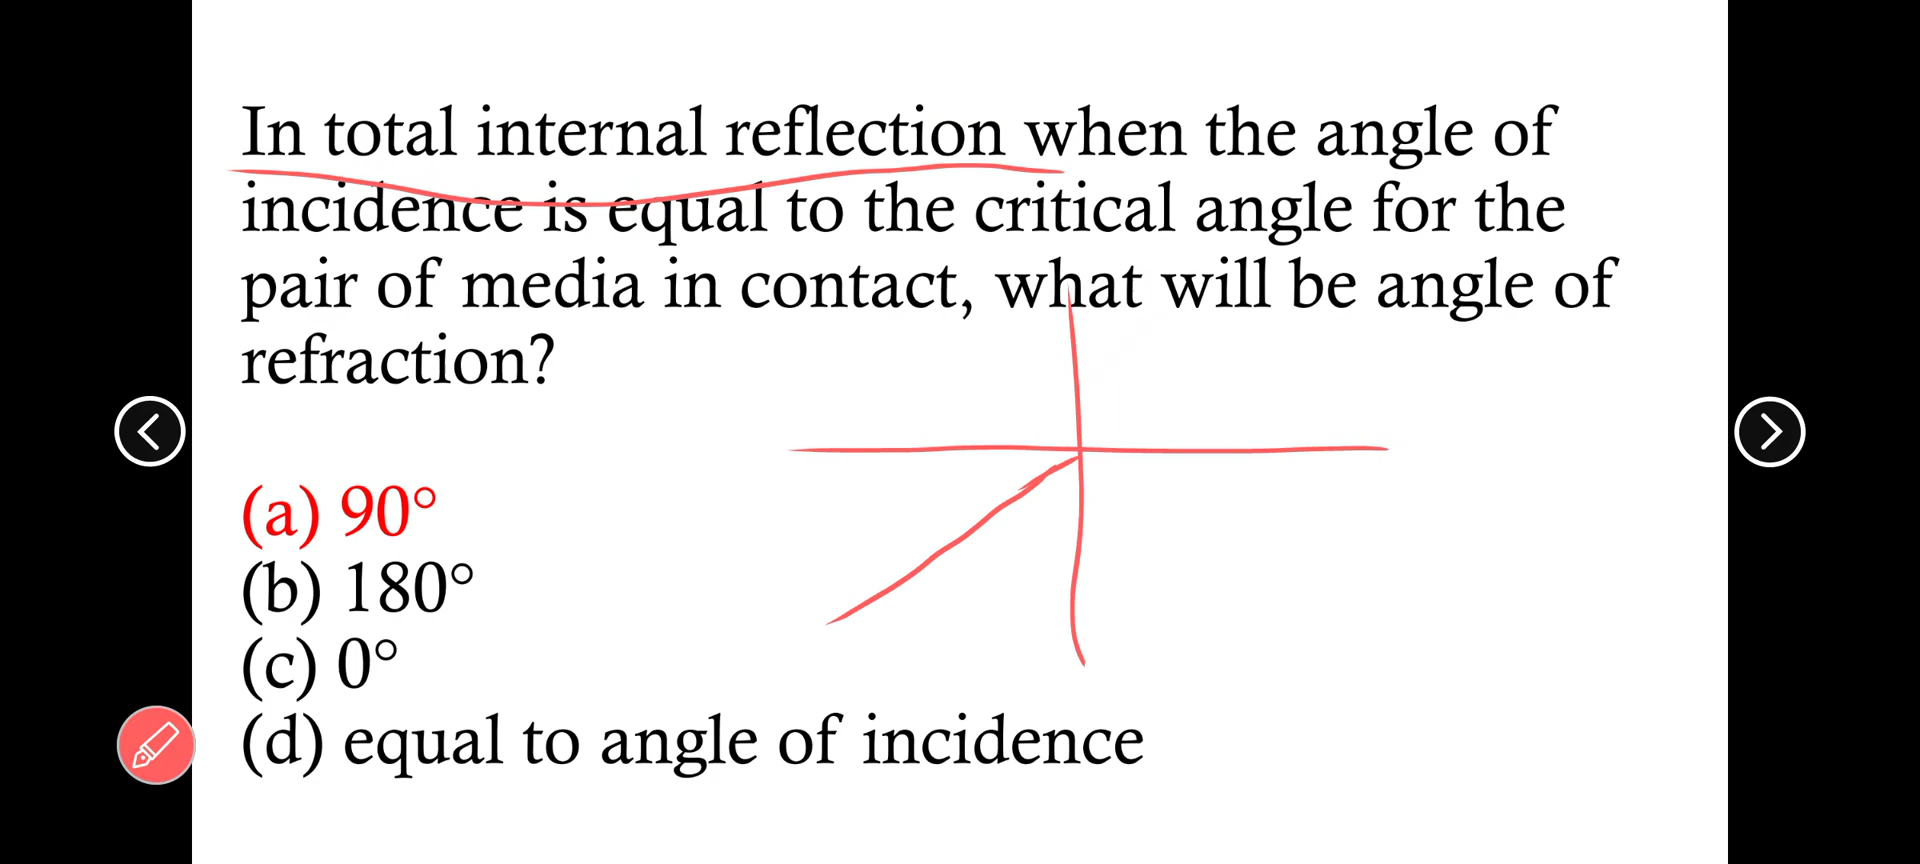 In total internal reflection when the angle of
incidence is equal to the critical angle for the
pair of media in contact, what will be angle of
refraction?
(a) 90°
(b) 180°
(c) 0°
(d) equal to angle of incidence